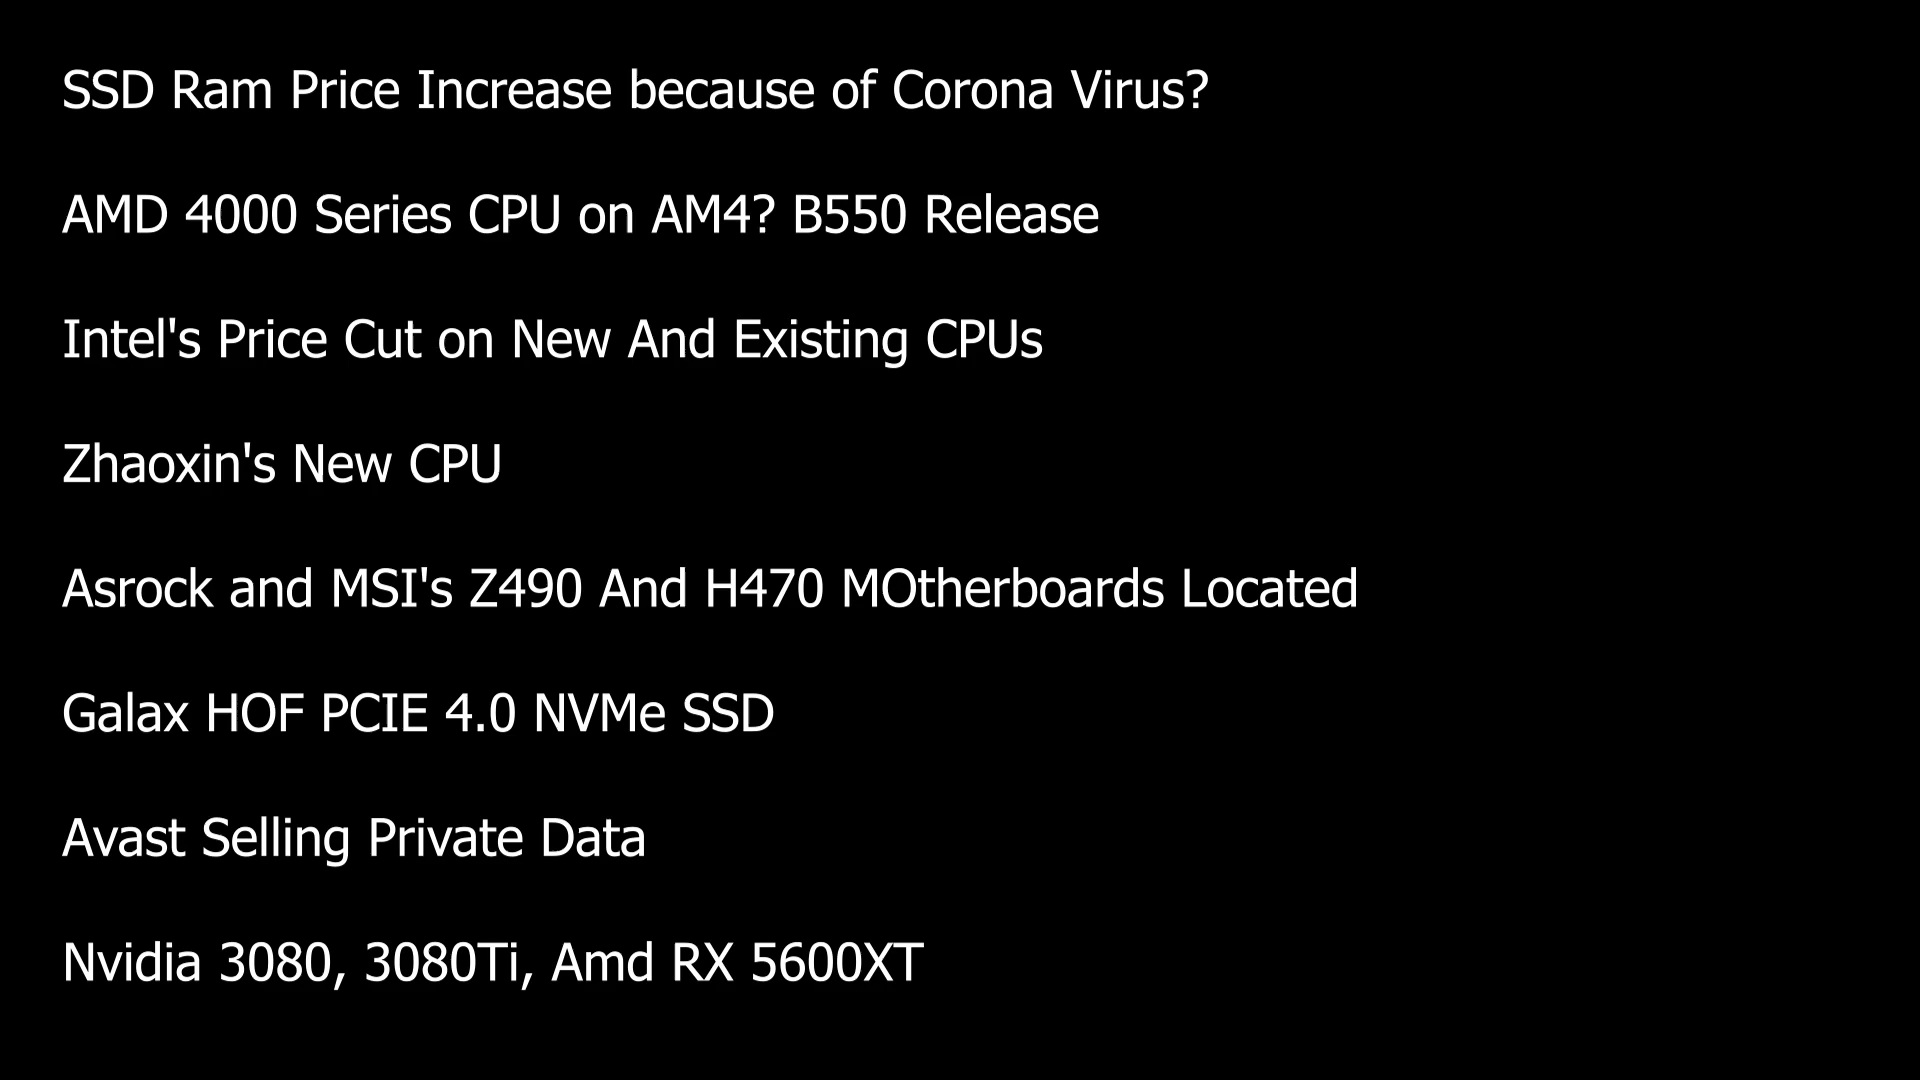 SSD Ram Price Increase because of Corona Virus?
AMD 4000 Series CPU on AM4? B550 Release
Intel's Price Cut on New And Existing CPUs
Zhaoxin's New CPU
Asrock and MSI's Z490 And H470 MOtherboards Located
Galax HOF PCIE 4.0 NVMe SSD
Avast Selling Private Data
Nvidia 3080, 3080Ti, Amd RX 5600XT